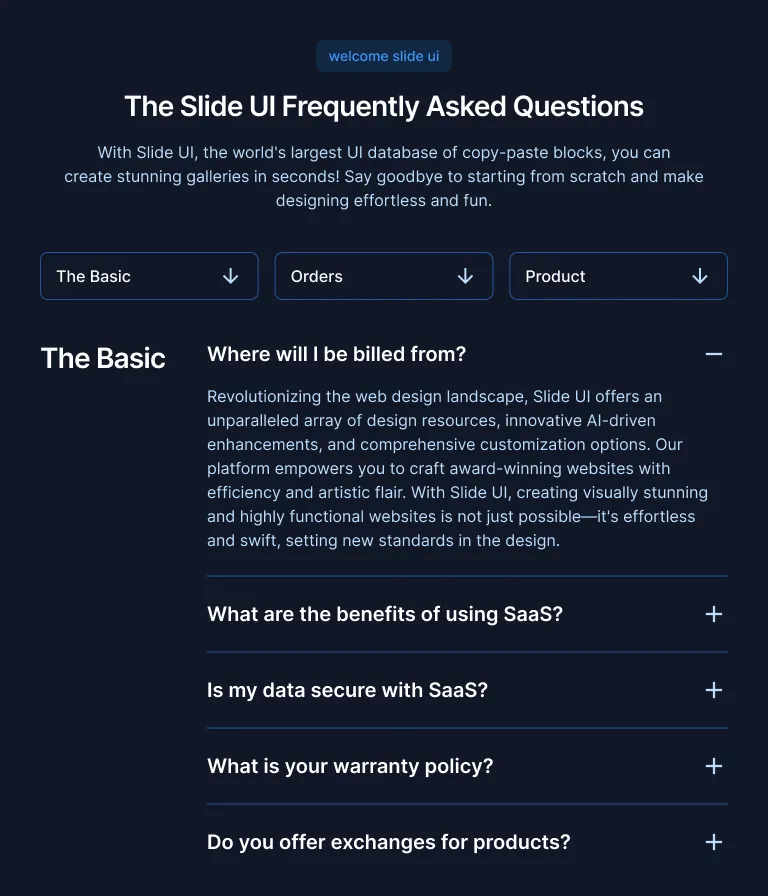 welcome slide ui
The Slide UI Frequently Asked Questions
With Slide UI, the world's largest UI database of copy-paste blocks, you can
create stunning galleries in seconds! Say goodbye to starting from scratch and make
designing effortless and fun.
The Basic
Orders
Product
The Basic
Where will I be billed from?
Revolutionizing the web design landscape, Slide UI offers an
unparalleled array of design resources, innovative AI-driven
enhancements, and comprehensive customization options. Our
platform empowers you to craft award-winning websites with
efficiency and artistic flair. With Slide UI, creating visually stunning
and highly functional websites is not just possible—it's effortless
and swift, setting new standards in the design.
What are the benefits of using SaaS?
Is my data secure with SaaS?
What is your warranty policy?
Do you offer exchanges for products?